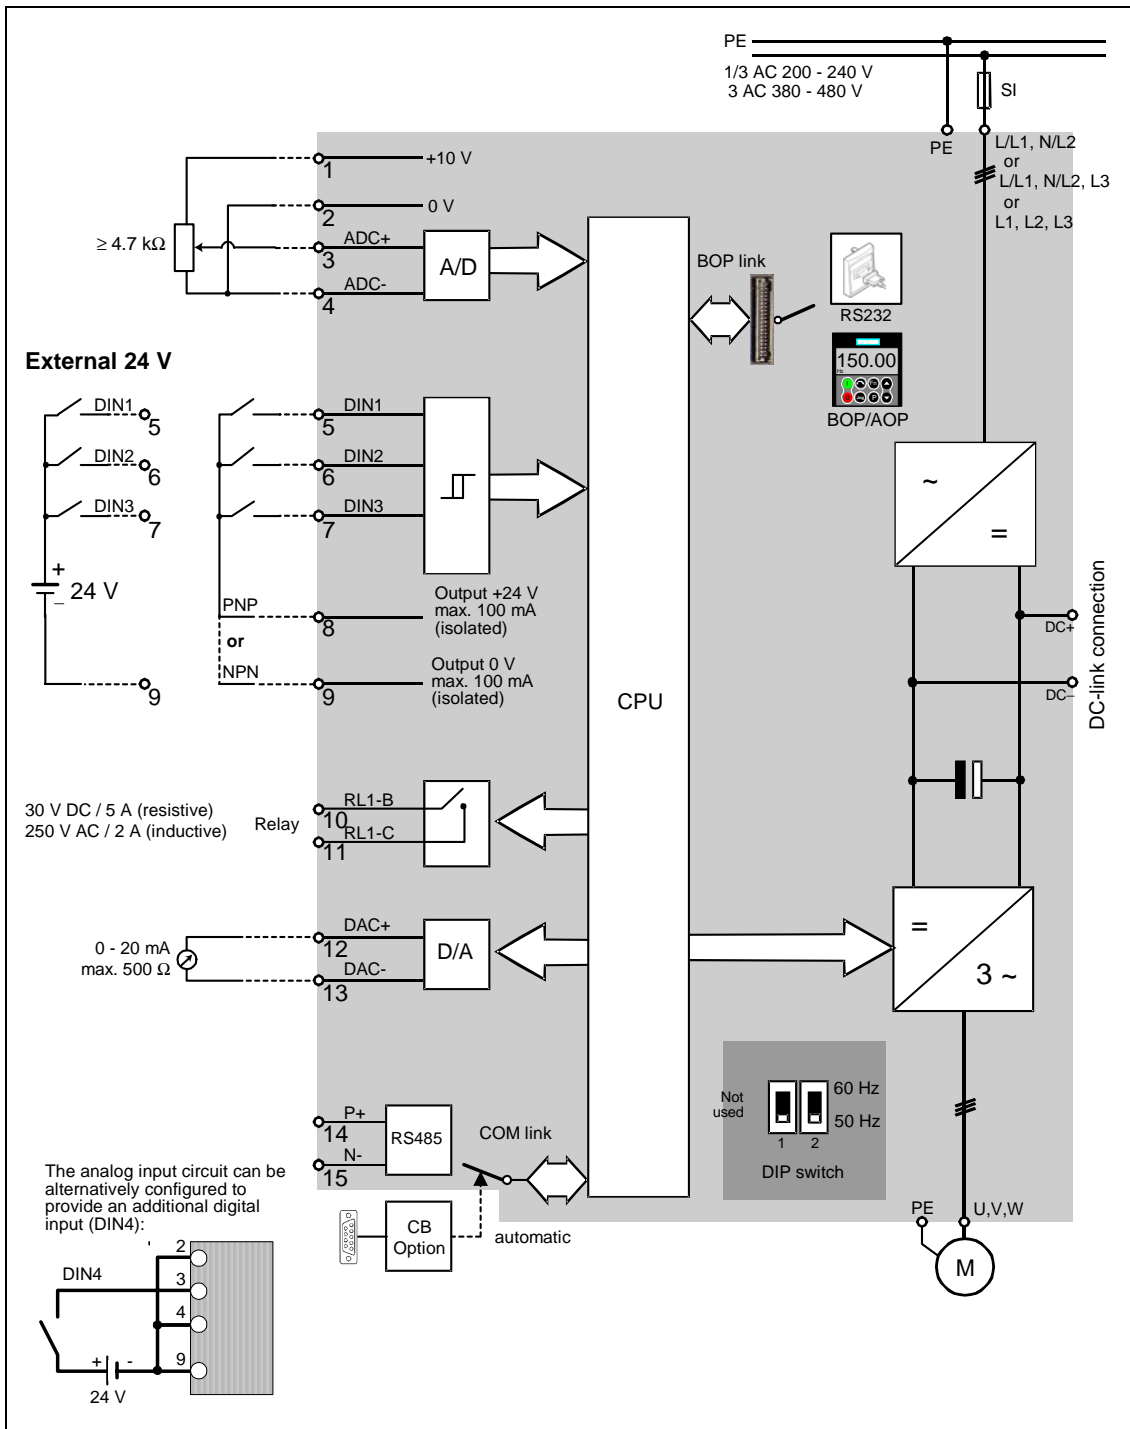 PE
1/3 AC 200 - 240 V
3 AC 380 - 480 V
SI
PE
L/L1, N/L2
or
L/L1, N/L2, L3
or
L1, L2, L3
1
+10 V
2
0 V
≥ 4.7 kΩ
3
ADC+
4
ADC-
A/D
BOP link
RS232
150.00
Hz
BOP/AOP
External 24 V
DIN1
5
DIN2
6
DIN3
7
+
24 V
_
9
DIN1
5
DIN2
6
DIN3
7
PNP
8
Output +24 V
max. 100 mA
(isolated)
or
NPN
9
Output 0 V
max. 100 mA
(isolated)
CPU
~
=
DC+
DC−
DC-link connection
30 V DC / 5 A (resistive)
250 V AC / 2 A (inductive)
Relay
RL1-B
10
RL1-C
11
0 - 20 mA
max. 500 Ω
DAC+
12
DAC-
13
D/A
=
3 ~
P+
14
N-
15
RS485
COM link
CB
Option
automatic
Not
used
60 Hz
50 Hz
1
2
DIP switch
PE
U,V,W
M
The analog input circuit can be
alternatively configured to
provide an additional digital
input (DIN4):
2
DIN4
3
4
9
+ -
24 V